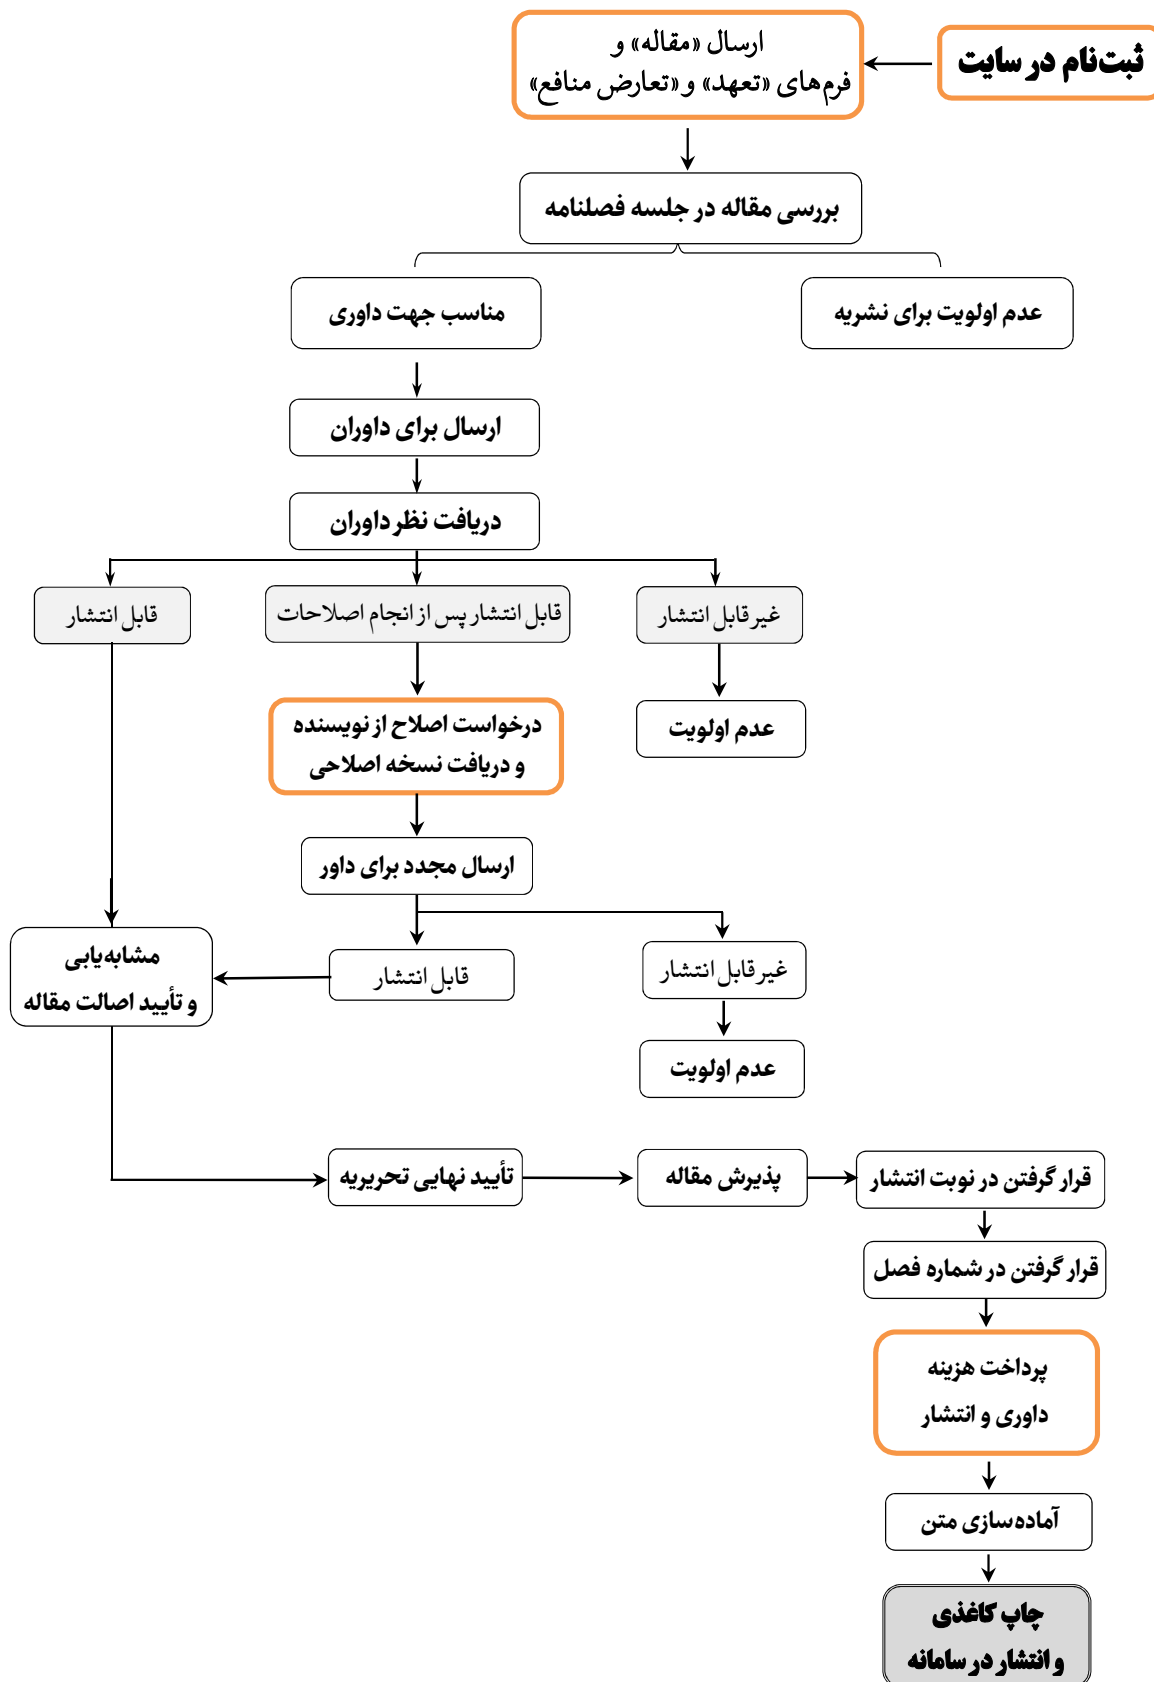 ثبت‌نام در سایت
ارسال «مقاله» و
فرم‌های «تعهد» و «تعارض منافع»
بررسی مقاله در جلسه فصلنامه
عدم اولویت برای نشریه
مناسب جهت داوری
ارسال برای داوران
دریافت نظر داوران
غیر قابل انتشار
قابل انتشار پس از انجام اصلاحات
قابل انتشار
عدم اولویت
درخواست اصلاح از نویسنده
و دریافت نسخه اصلاحی
ارسال مجدد برای داور
غیر قابل انتشار
قابل انتشار
مشابه‌یابی
و تأیید اصالت مقاله
عدم اولویت
تأیید نهایی تحریریه
پذیرش مقاله
قرار گرفتن در نوبت انتشار
قرار گرفتن در شماره فصل
پرداخت هزینه
داوری و انتشار
آماده‌سازی متن
چاپ کاغذی
و انتشار در سامانه